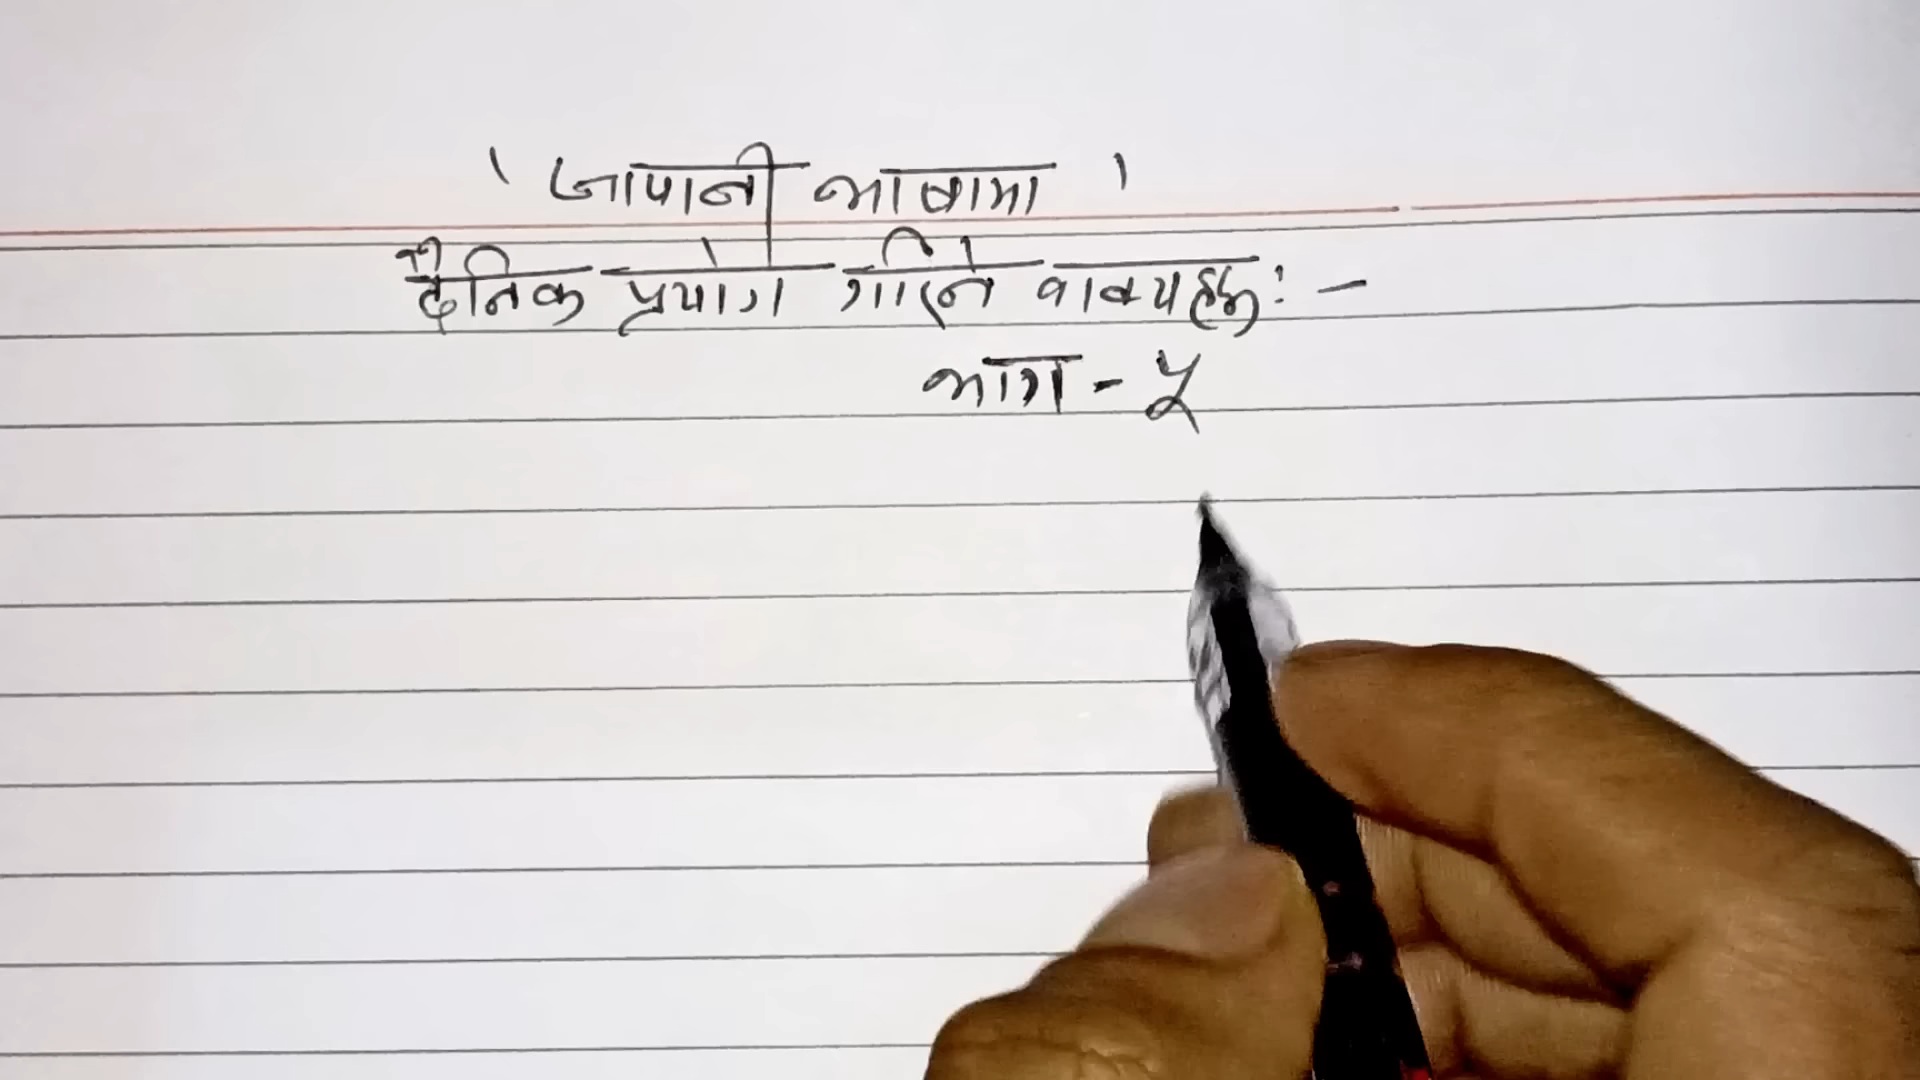 ' जापानी भाषामा '
दैनिक प्रयोग गरिने वाक्यहरू : -
भाग - ५